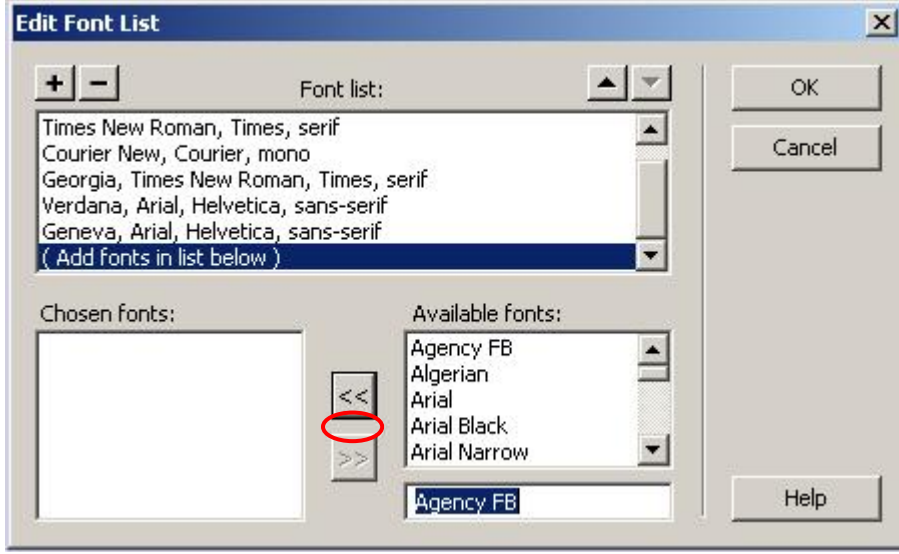 Edit Font List
Font list:
Times New Roman, Times, serif
Courier New, Courier, mono
Georgia, Times New Roman, Times, serif
Verdana, Arial, Helvetica, sans-serif
Geneva, Arial, Helvetica, sans-serif
( Add fonts in list below )
OK
Cancel
Chosen fonts:
<<
>>
Available fonts:
Agency FB
Algerian
Arial
Arial Black
Arial Narrow
Agency FB
Help